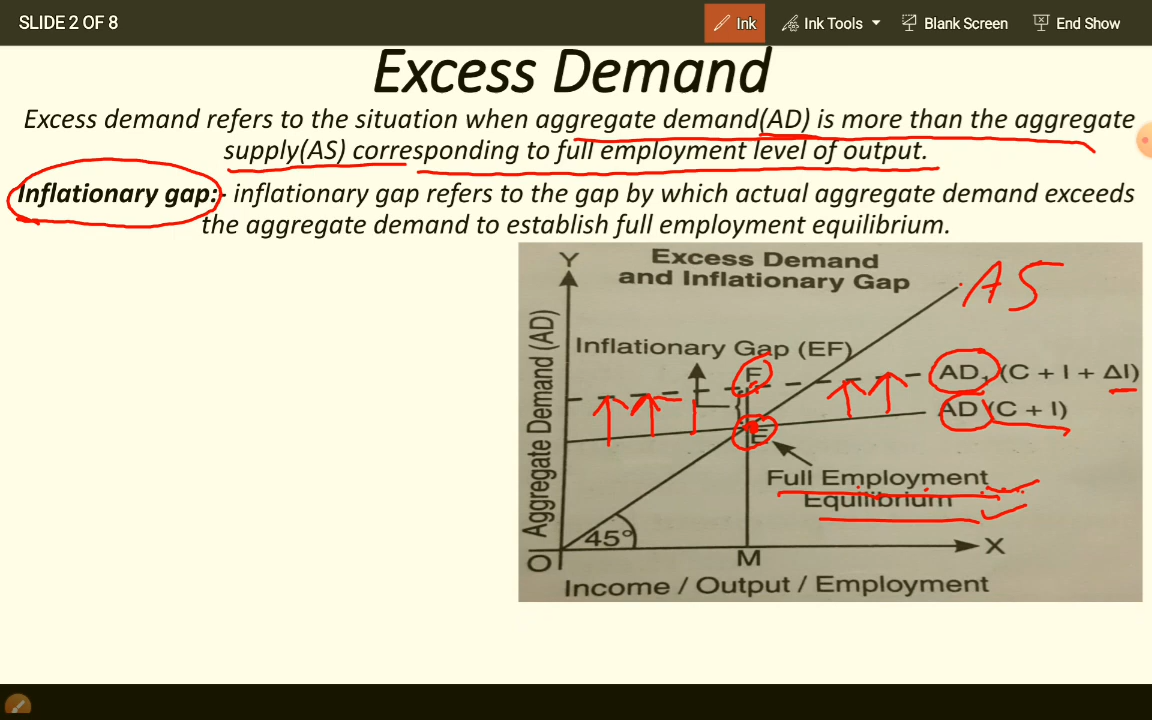 SLIDE 2 OF 8
Ink
Ink Tools
Blank Screen
End Show
Excess Demand
Excess demand refers to the situation when aggregate demand(AD) is more than the aggregate
supply(AS) corresponding to full employment level of output.
Inflationary gap:- inflationary gap refers to the gap by which actual aggregate demand exceeds
the aggregate demand to establish full employment equilibrium.
Y
Excess Demand
and Inflationary Gap
AS
Inflationary Gap (EF)
F
AD₁ (C + I + ΔI)
AD (C + I)
E
Full Employment
Equilibrium
Aggregate Demand (AD)
45°
O
M
X
Income / Output / Employment